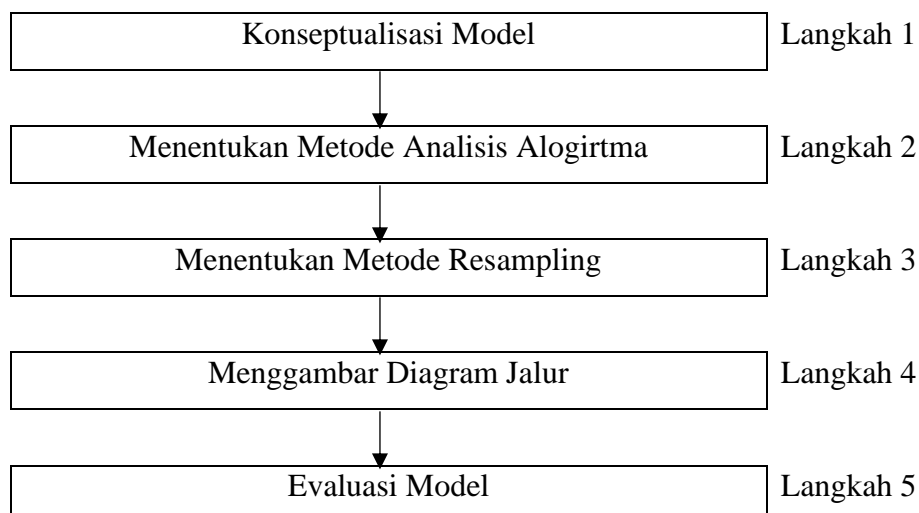 Konseptualisasi Model Langkah 1
Menentukan Metode Analisis Alogirtma Langkah 2
Menentukan Metode Resampling Langkah 3
Menggambar Diagram Jalur Langkah 4
Evaluasi Model Langkah 5